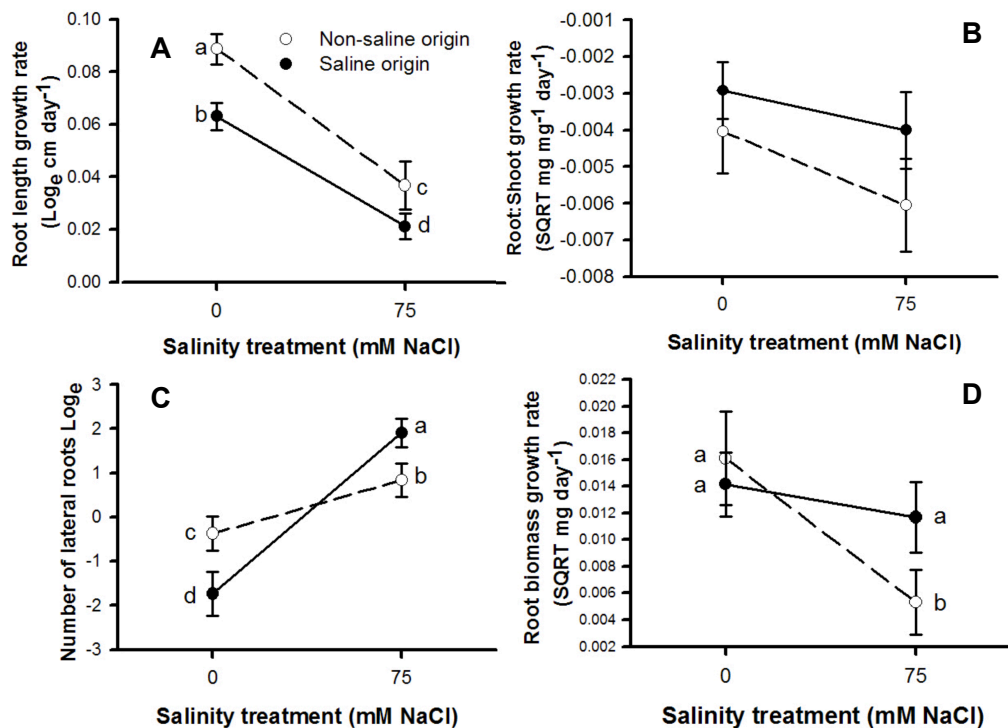 A
Non-saline origin
Saline origin
Root length growth rate
(Logₑ cm day⁻¹)
0.10
0.08
0.06
0.04
0.02
0.00
a
b
c
d
0
75
Salinity treatment (mM NaCl)
B
Root:Shoot growth rate
(SQRT mg mg⁻¹ day⁻¹)
-0.001
-0.002
-0.003
-0.004
-0.005
-0.006
-0.007
-0.008
0
75
Salinity treatment (mM NaCl)
C
Number of lateral roots Logₑ
3
2
1
0
-1
-2
-3
a
b
c
d
0
75
Salinity treatment (mM NaCl)
D
Root biomass growth rate
(SQRT mg day⁻¹)
0.022
0.020
0.018
0.016
0.014
0.012
0.010
0.008
0.006
0.004
0.002
a
a
a
b
0
75
Salinity treatment (mM NaCl)